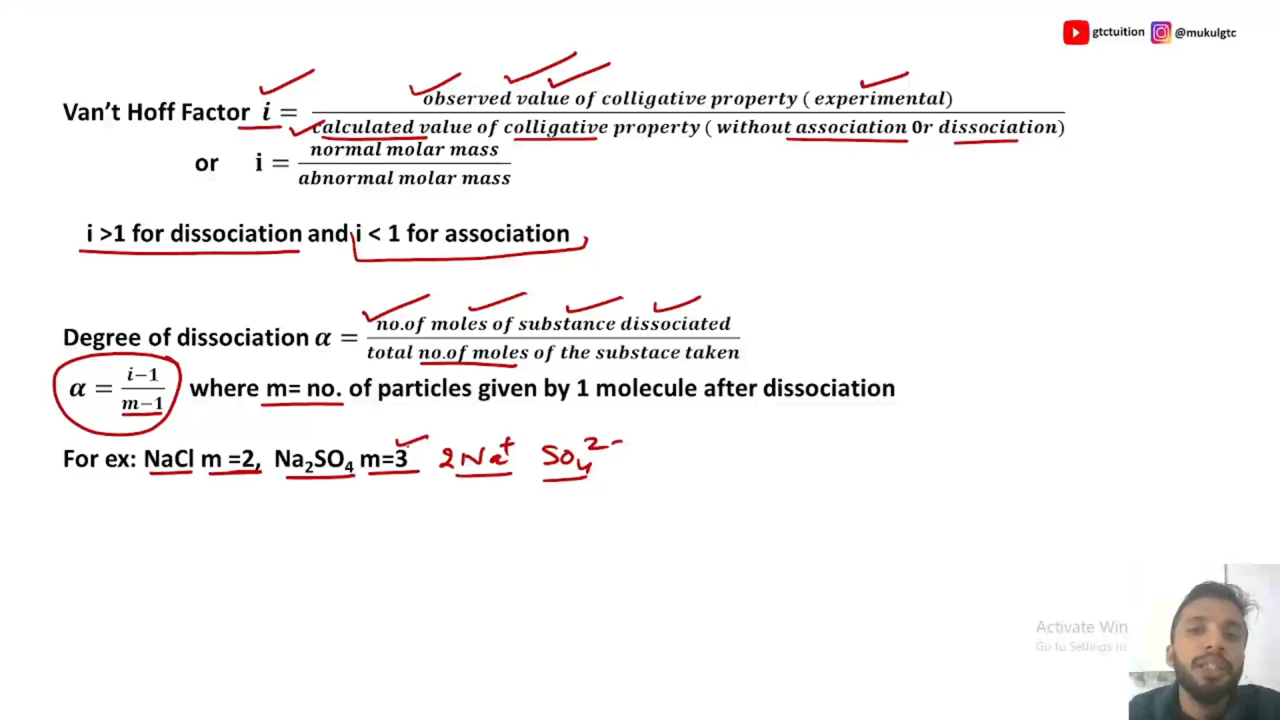 gtctuition @mukulgtc
Van't Hoff Factor i = observed value of colligative property ( experimental) / calculated value of colligative property ( without association 0r dissociation)
or i = normal molar mass / abnormal molar mass
i >1 for dissociation and i < 1 for association
Degree of dissociation α = no.of moles of substance dissociated / total no.of moles of the substace taken
α = i−1 / m−1 where m= no. of particles given by 1 molecule after dissociation
For ex: NaCl m =2, Na₂SO₄ m=3 2Na⁺ SO₄²⁻
Activate Win
Go to Settings to